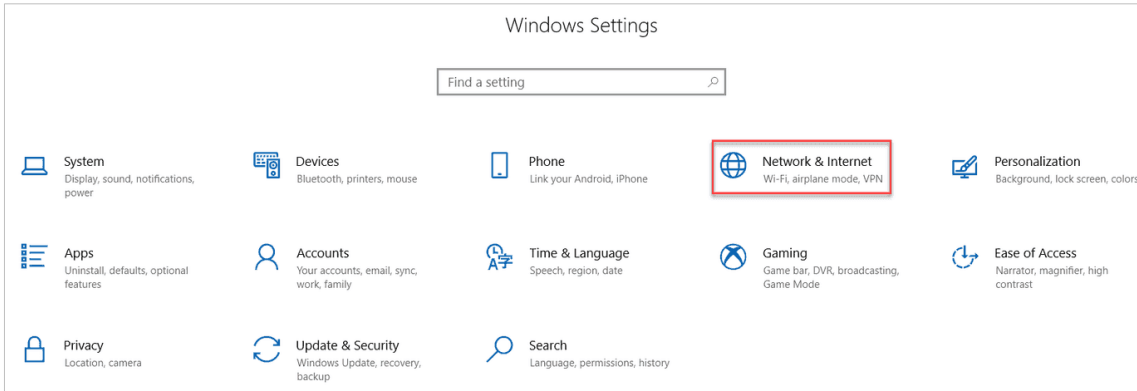 Windows Settings
Find a setting
System
Display, sound, notifications,
power
Devices
Bluetooth, printers, mouse
Phone
Link your Android, iPhone
Network & Internet
Wi-Fi, airplane mode, VPN
Personalization
Background, lock screen, colors
Apps
Uninstall, defaults, optional
features
Accounts
Your accounts, email, sync,
work, family
Time & Language
Speech, region, date
Gaming
Game bar, DVR, broadcasting,
Game Mode
Ease of Access
Narrator, magnifier, high
contrast
Privacy
Location, camera
Update & Security
Windows Update, recovery,
backup
Search
Language, permissions, history